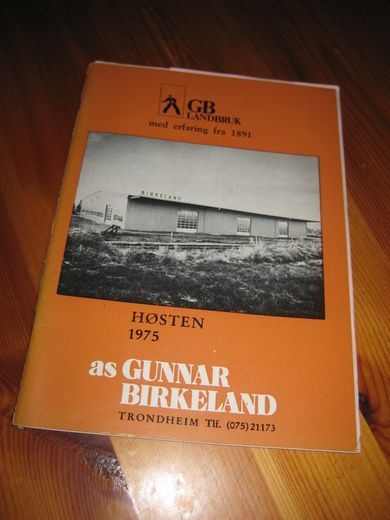 GB
LANDBRUK
med erfaring fra 1891
BIRKELAND
HØSTEN
1975
as GUNNAR
BIRKELAND
TRONDHEIM Tlf. (075) 21173